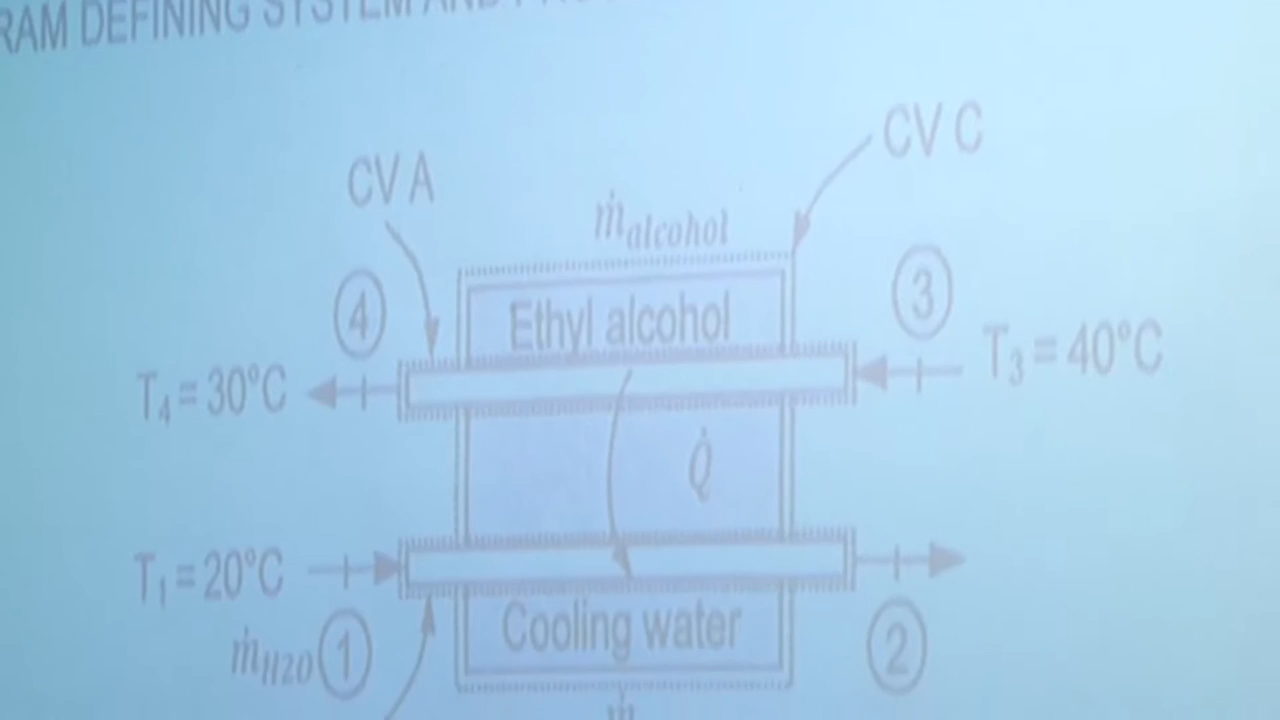 RAM DEFINING SYSTEM AND
CV A
CV C
ṁalcohol
4
Ethyl alcohol
3
T4 = 30°C
T3 = 40°C
Q̇
T1 = 20°C
Cooling water
ṁH2O
1
2
ṁ